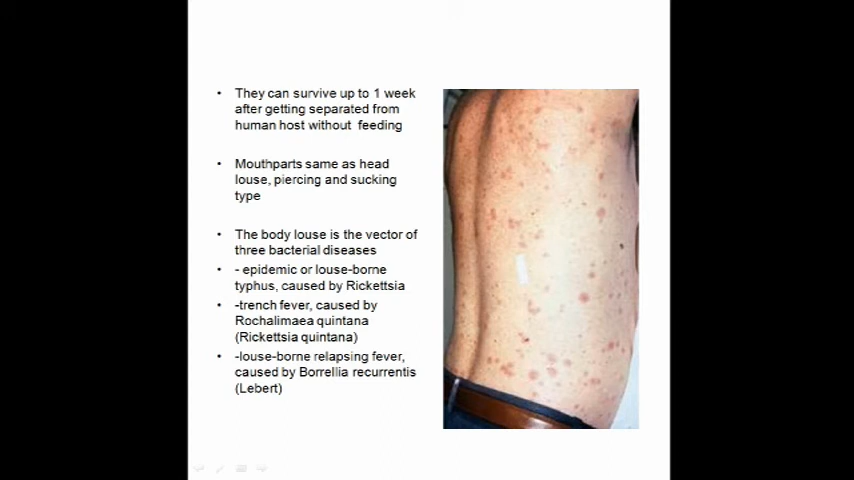 • They can survive up to 1 week
after getting separated from
human host without feeding
• Mouthparts same as head
louse, piercing and sucking
type
• The body louse is the vector of
three bacterial diseases
• - epidemic or louse-borne
typhus, caused by Rickettsia
• -trench fever, caused by
Rochalimaea quintana
(Rickettsia quintana)
• -louse-borne relapsing fever,
caused by Borrellia recurrentis
(Lebert)